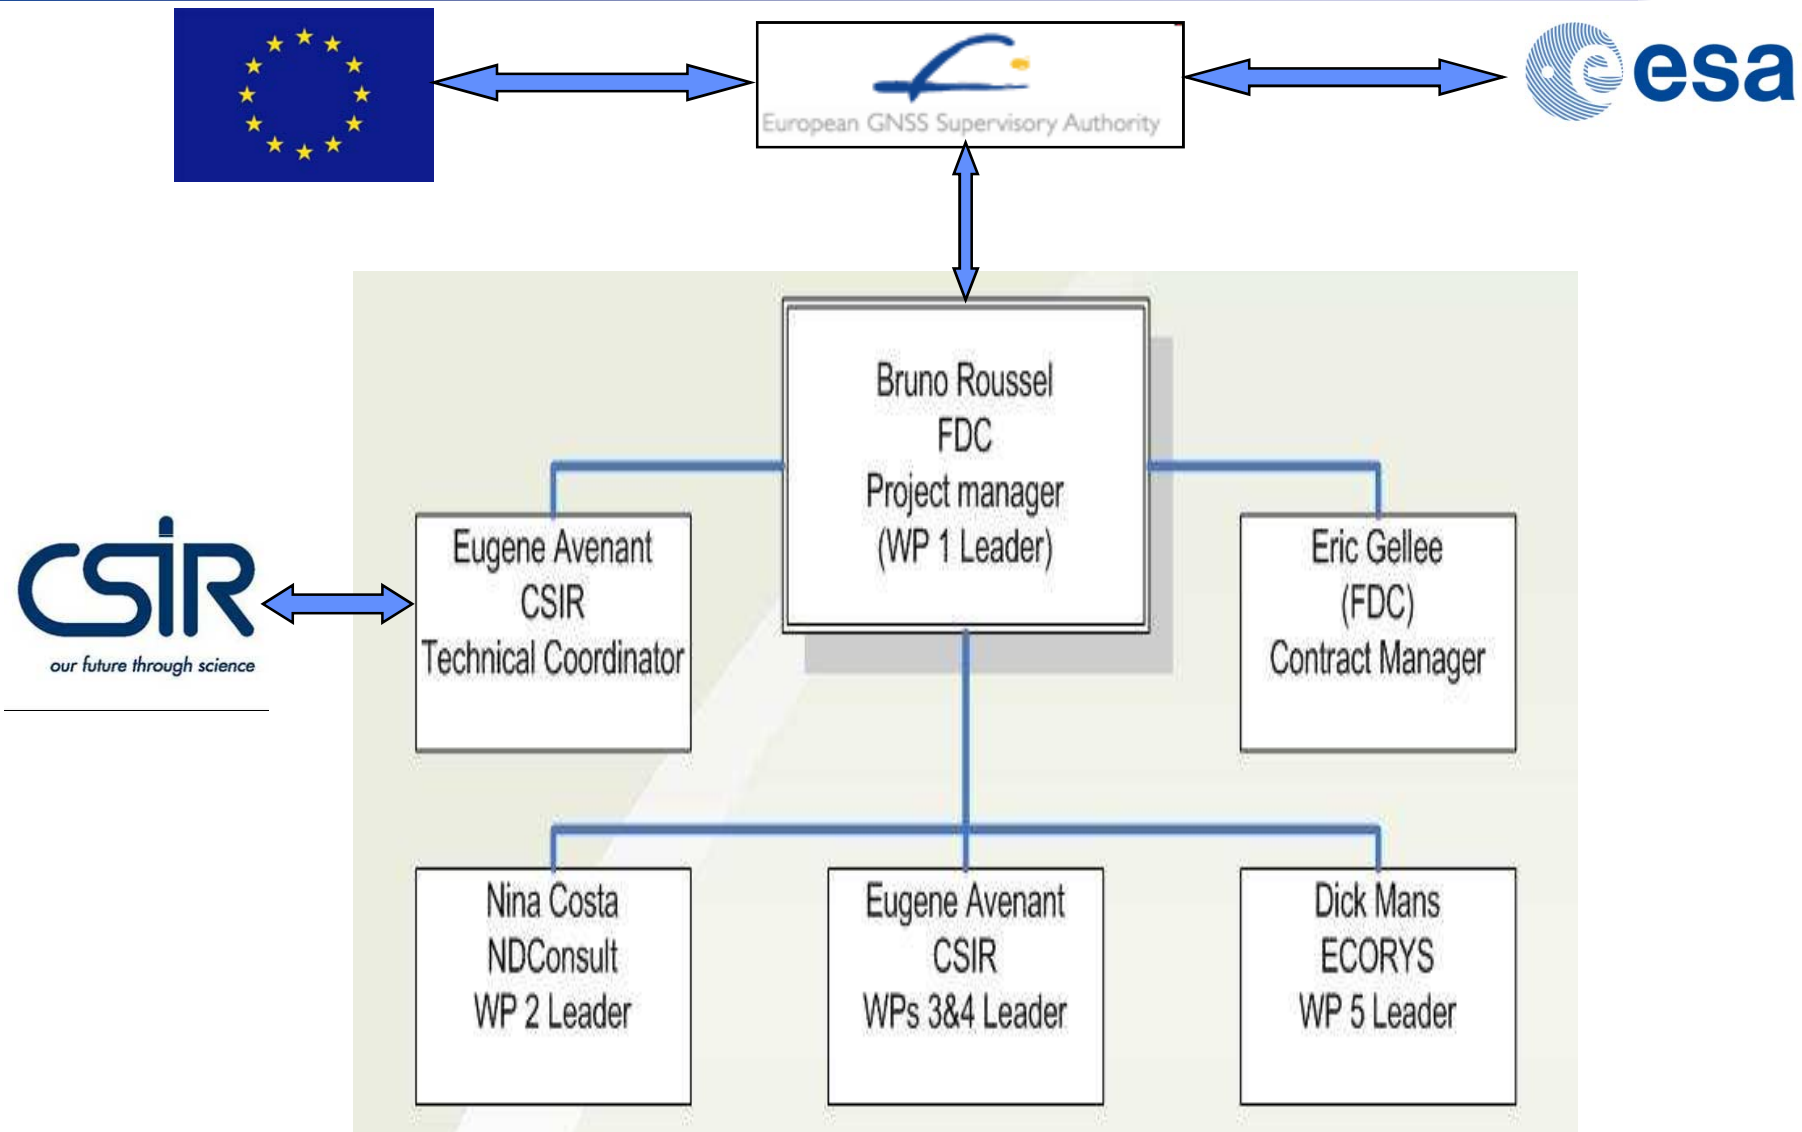 European GNSS Supervisory Authority
esa
Bruno Roussel
FDC
Project manager
(WP 1 Leader)
CSIR
our future through science
Eugene Avenant
CSIR
Technical Coordinator
Eric Gellee
(FDC)
Contract Manager
Nina Costa
NDConsult
WP 2 Leader
Eugene Avenant
CSIR
WPs 3&4 Leader
Dick Mans
ECORYS
WP 5 Leader